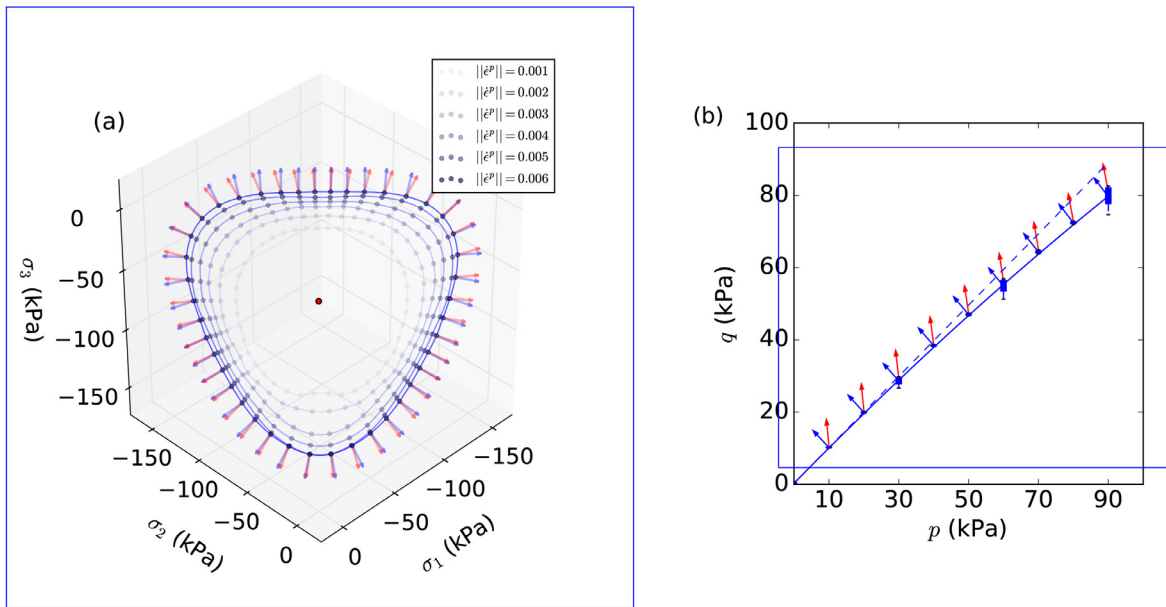 (a)
||ε̇ᵖ|| = 0.001
||ε̇ᵖ|| = 0.002
||ε̇ᵖ|| = 0.003
||ε̇ᵖ|| = 0.004
||ε̇ᵖ|| = 0.005
||ε̇ᵖ|| = 0.006
0
−50
−100
−150
σ₃ (kPa)
−150
−100
−50
0
σ₂ (kPa)
0
−50
−100
−150
σ₁ (kPa)
(b)
100
80
60
40
20
0
q (kPa)
10 30 50 70 90
p (kPa)